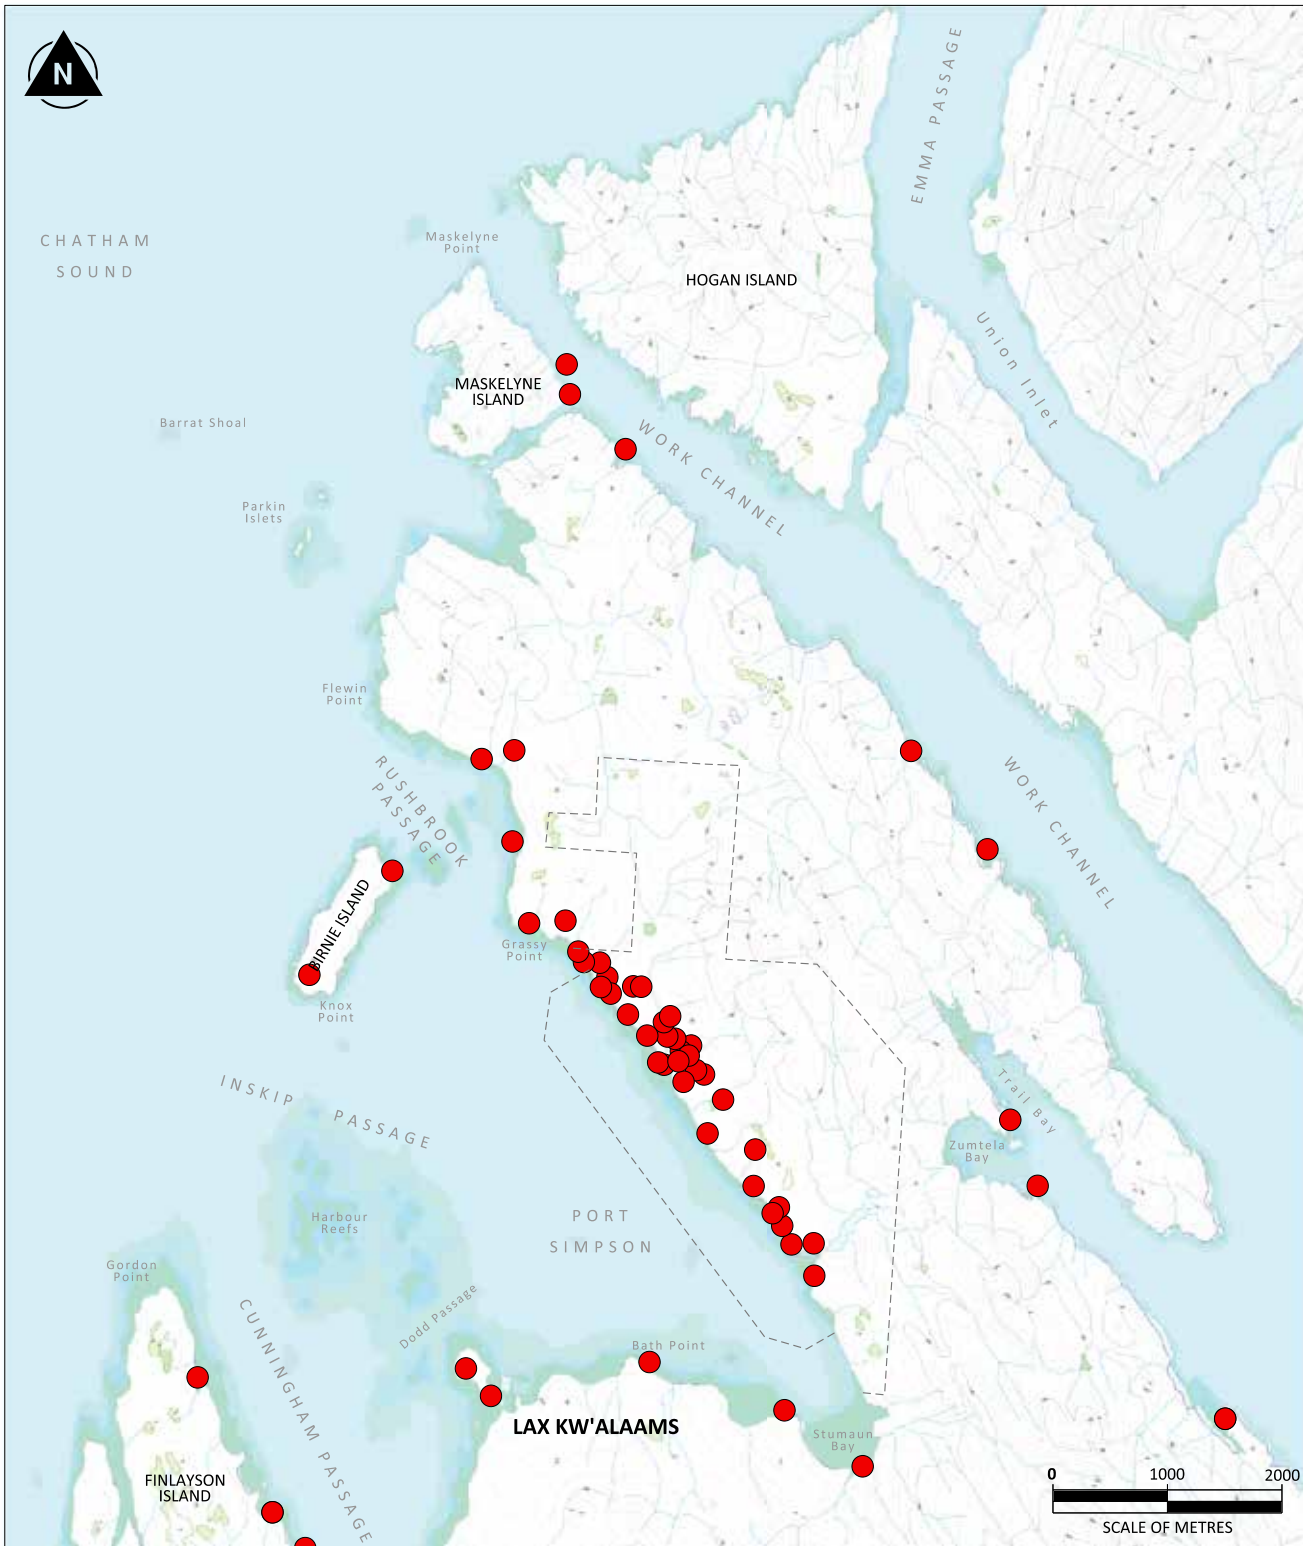 N
EMMA PASSAGE
CHATHAM
SOUND
Maskelyne
Point
HOGAN ISLAND
Union Inlet
MASKELYNE
ISLAND
Barrat Shoal
WORK CHANNEL
Parkin
Islets
Flewin
Point
RUSHBROOK
PASSAGE
WORK CHANNEL
BIRNIE ISLAND
Grassy
Point
Knox
Point
INSKIP PASSAGE
Trail Bay
Zumtela
Bay
Harbour
Reefs
PORT
SIMPSON
Gordon
Point
Dodd Passage
CUNNINGHAM PASSAGE
Bath Point
LAX KW'ALAAMS
Stumaun
Bay
FINLAYSON
ISLAND
0 1000 2000
SCALE OF METRES